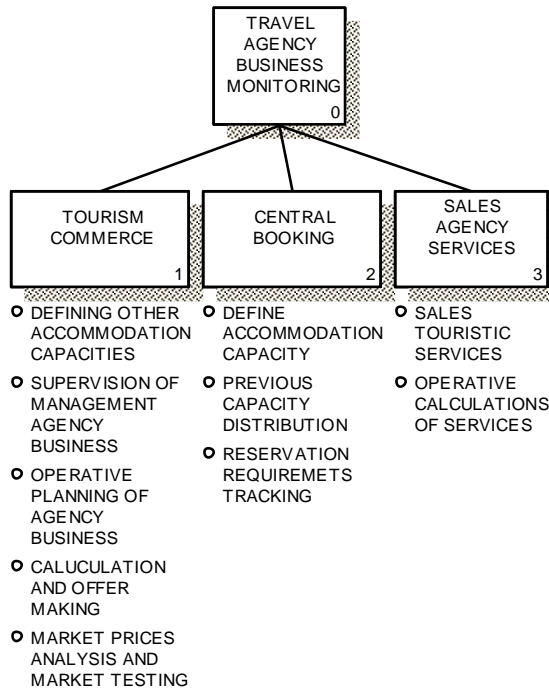 TRAVEL
AGENCY
BUSINESS
MONITORING
0
TOURISM
COMMERCE
1
CENTRAL
BOOKING
2
SALES
AGENCY
SERVICES
3
DEFINING OTHER
ACCOMMODATION
CAPACITIES
SUPERVISION OF
MANAGEMENT
AGENCY
BUSINESS
OPERATIVE
PLANNING OF
AGENCY
BUSINESS
CALUCULATION
AND OFFER
MAKING
MARKET PRICES
ANALYSIS AND
MARKET TESTING
DEFINE
ACCOMMODATION
CAPACITY
PREVIOUS
CAPACITY
DISTRIBUTION
RESERVATION
REQUIREMETS
TRACKING
SALES
TOURISTIC
SERVICES
OPERATIVE
CALCULATIONS
OF SERVICES